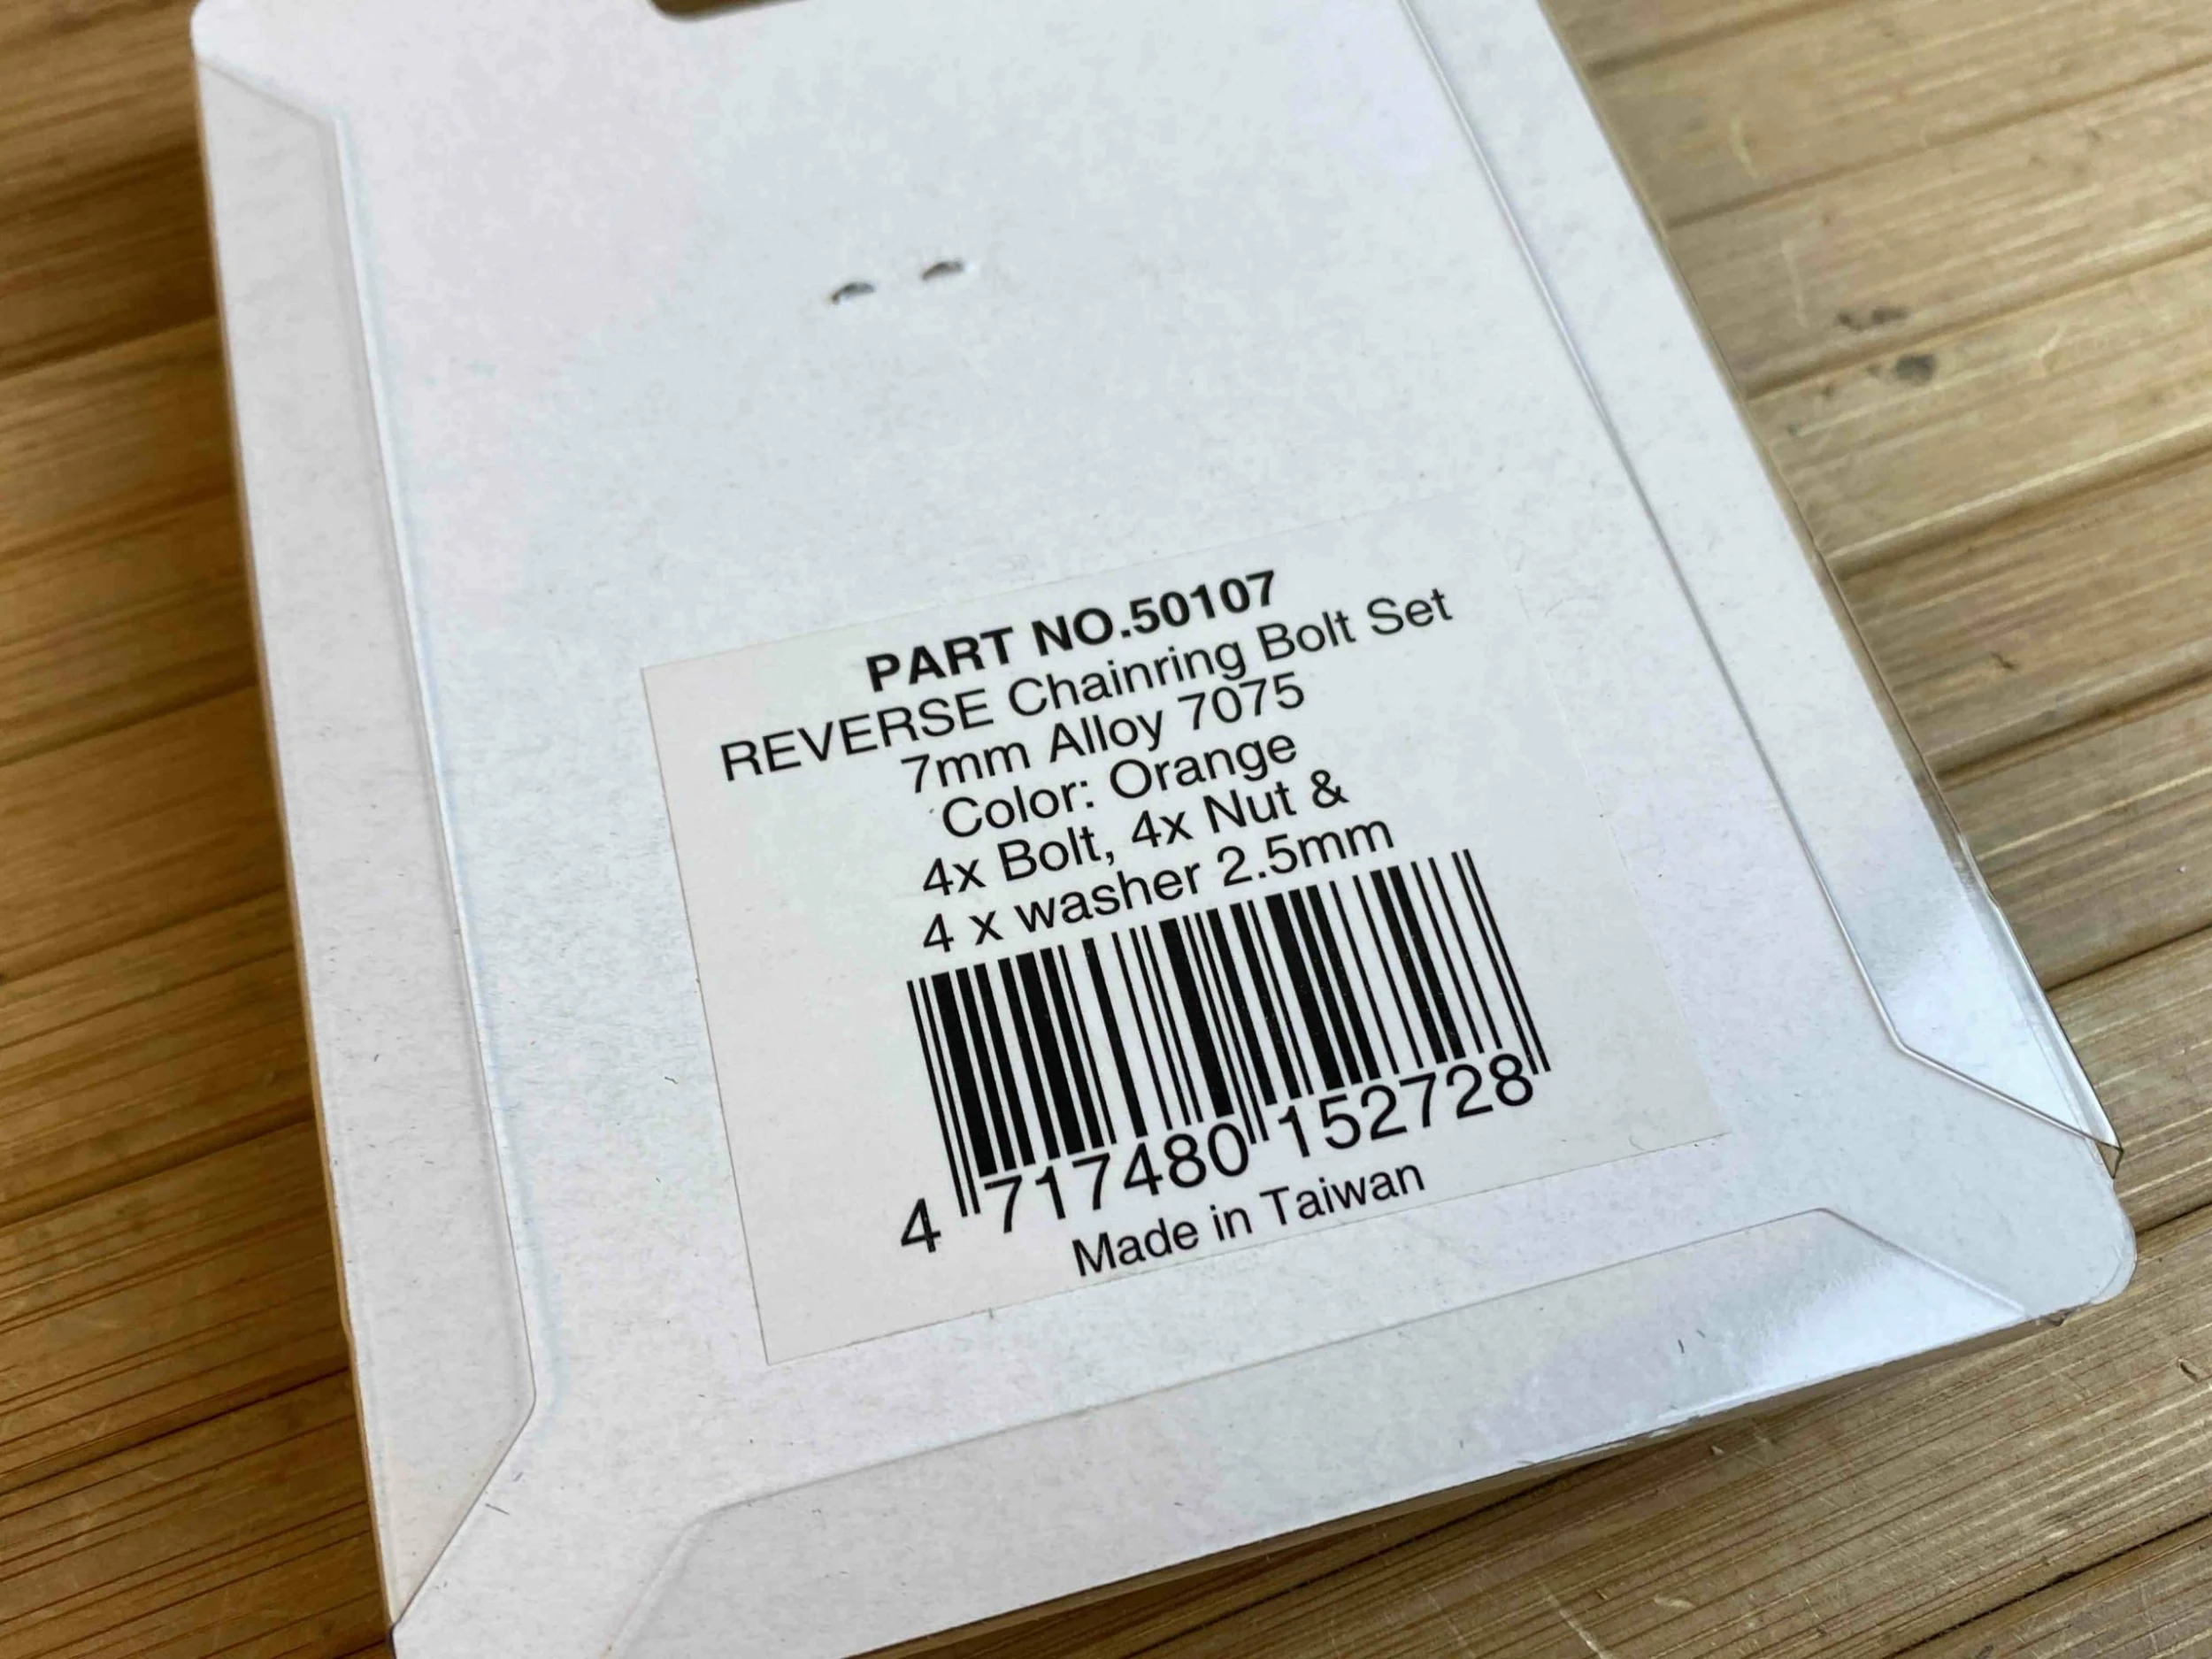 PART NO.50107
REVERSE Chainring Bolt Set
7mm Alloy 7075
Color: Orange
4x Bolt, 4x Nut &
4 x washer 2.5mm
4 717480 152728
Made in Taiwan